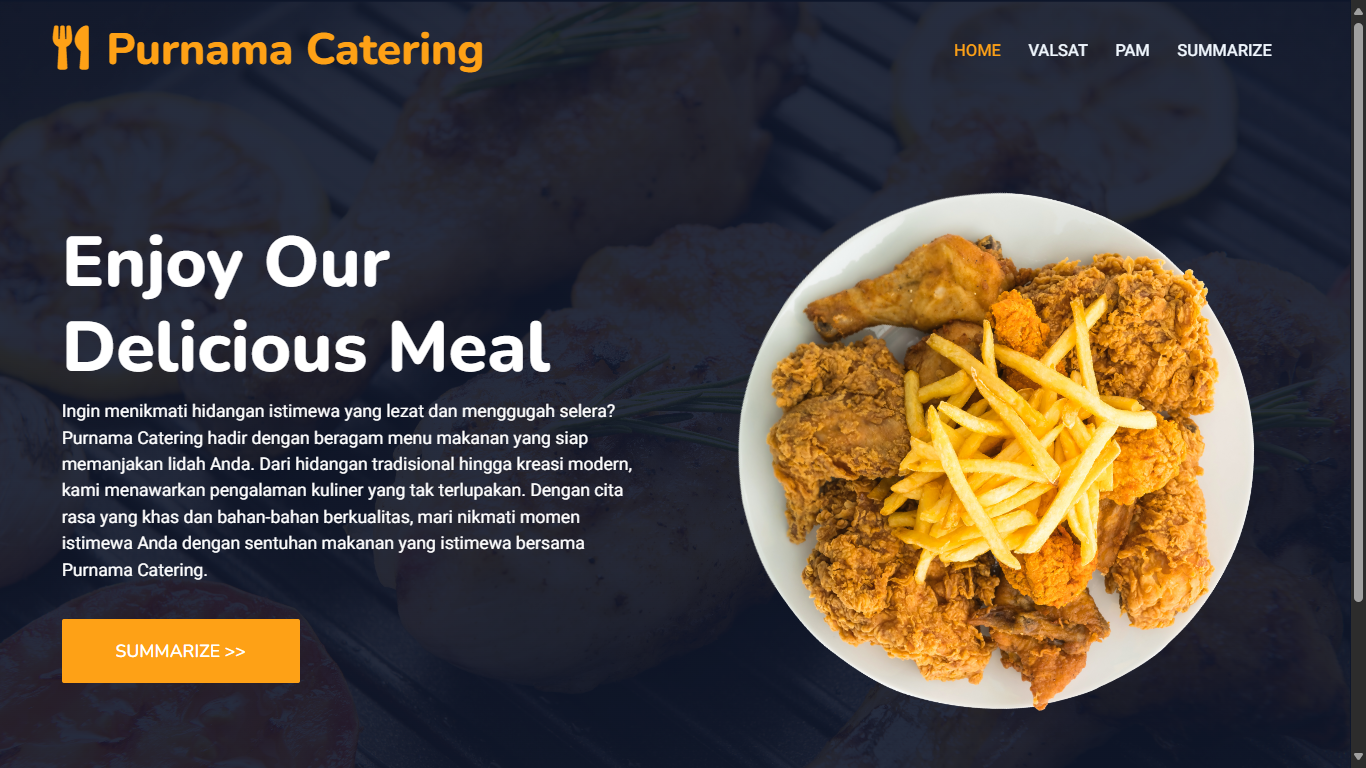 Purnama Catering
HOME VALSAT PAM SUMMARIZE
Enjoy Our
Delicious Meal
Ingin menikmati hidangan istimewa yang lezat dan menggugah selera?
Purnama Catering hadir dengan beragam menu makanan yang siap
memanjakan lidah Anda. Dari hidangan tradisional hingga kreasi modern,
kami menawarkan pengalaman kuliner yang tak terlupakan. Dengan cita
rasa yang khas dan bahan-bahan berkualitas, mari nikmati momen
istimewa Anda dengan sentuhan makanan yang istimewa bersama
Purnama Catering.
SUMMARIZE >>